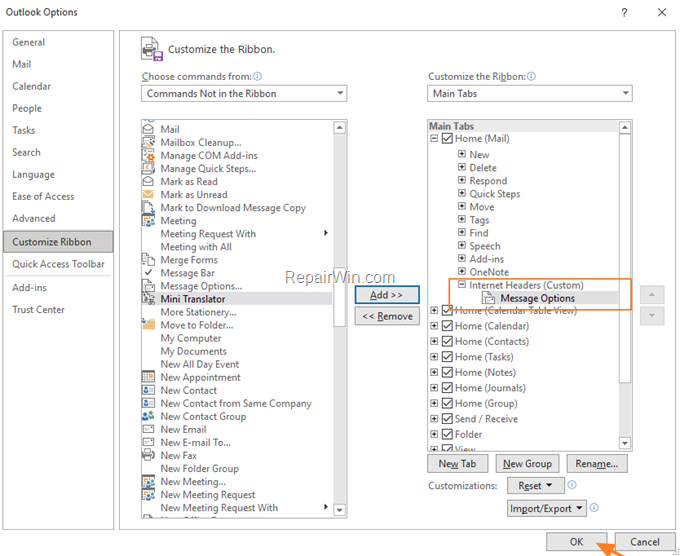 Outlook Options
?
General
Mail
Calendar
People
Tasks
Search
Language
Ease of Access
Advanced
Customize Ribbon
Quick Access Toolbar
Add-ins
Trust Center
Customize the Ribbon.
Choose commands from:
Commands Not in the Ribbon
Mail
Mailbox Cleanup...
Manage COM Add-ins
Manage Quick Steps...
Mark as Read
Mark as Unread
Mark to Download Message Copy
Meeting
Meeting Request With
Meeting with All
Merge Forms
Message Bar
Message Options...
Mini Translator
More Stationery...
Move to Folder...
My Computer
My Documents
New All Day Event
New Appointment
New Contact
New Contact from Same Company
New Contact Group
New Email
New E-mail To...
New Fax
New Folder Group
New Meeting...
New Meeting Request
New Meeting Request With
RepairWin.com
Add >>
<< Remove
Customize the Ribbon:
Main Tabs
Main Tabs
Home (Mail)
New
Delete
Respond
Quick Steps
Move
Tags
Find
Speech
Add-ins
OneNote
Internet Headers (Custom)
Message Options
Home (Calendar Table View)
Home (Calendar)
Home (Contacts)
Home (Tasks)
Home (Notes)
Home (Journals)
Home (Group)
Send / Receive
Folder
View
New Tab
New Group
Rename...
Customizations:
Reset
Import/Export
OK
Cancel